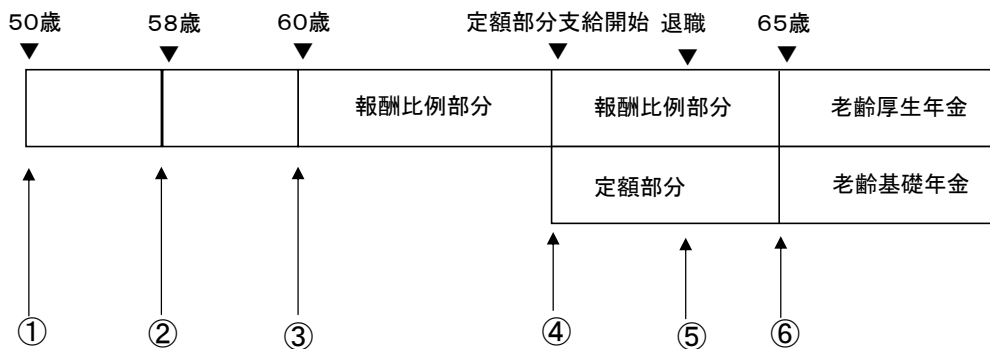 50歳 58歳 60歳 定額部分支給開始 退職 65歳
▼ ▼ ▼ ▼ ▼ ▼
報酬比例部分 報酬比例部分 老齢厚生年金
定額部分 老齢基礎年金
① ② ③ ④ ⑤ ⑥